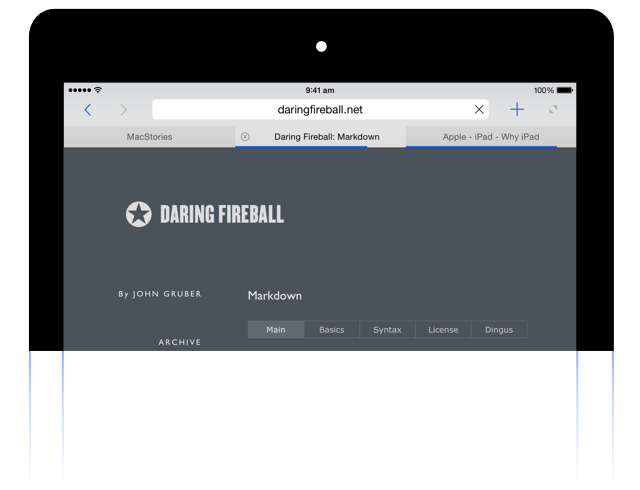 9:41 am
100%
daringfireball.net
MacStories
Daring Fireball: Markdown
Apple - iPad - Why iPad
DARING FIREBALL
By JOHN GRUBER
Markdown
Main Basics Syntax License Dingus
ARCHIVE